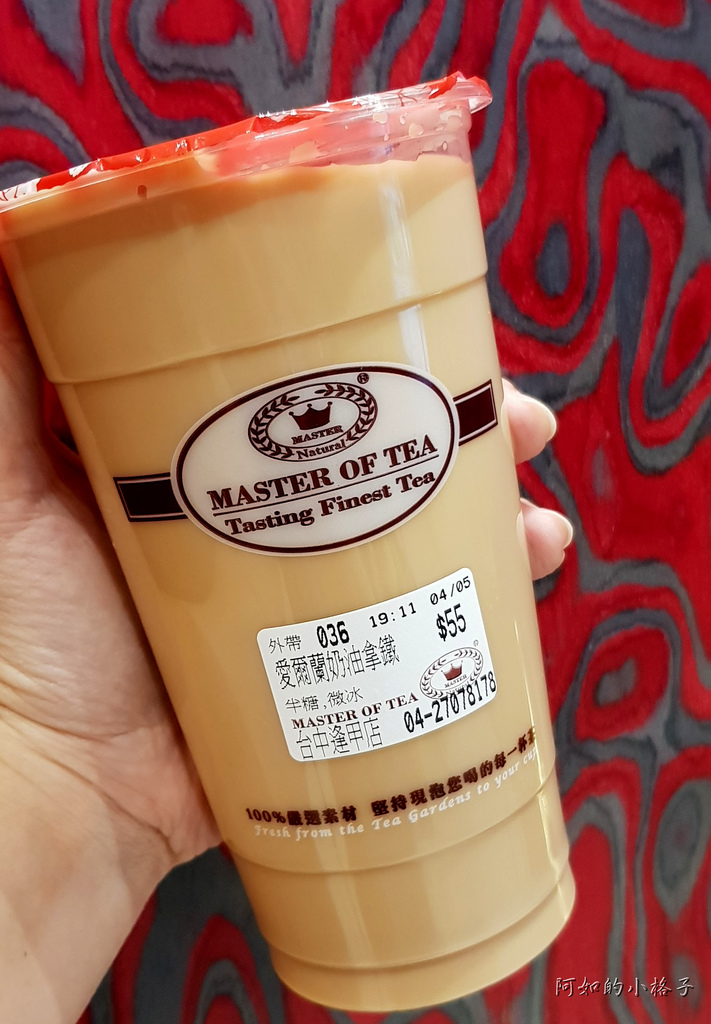 MASTER
Natural
®
MASTER OF TEA
Tasting Finest Tea
外帶 036 19:11 04/05
愛爾蘭奶油拿鐵 $55
半糖,微冰
MASTER ®
MASTER OF TEA 04-27078178
台中逢甲店
100%嚴選素材 堅持現泡您喝的每一杯茶
Fresh from the Tea Gardens to your cup
阿如的小格子